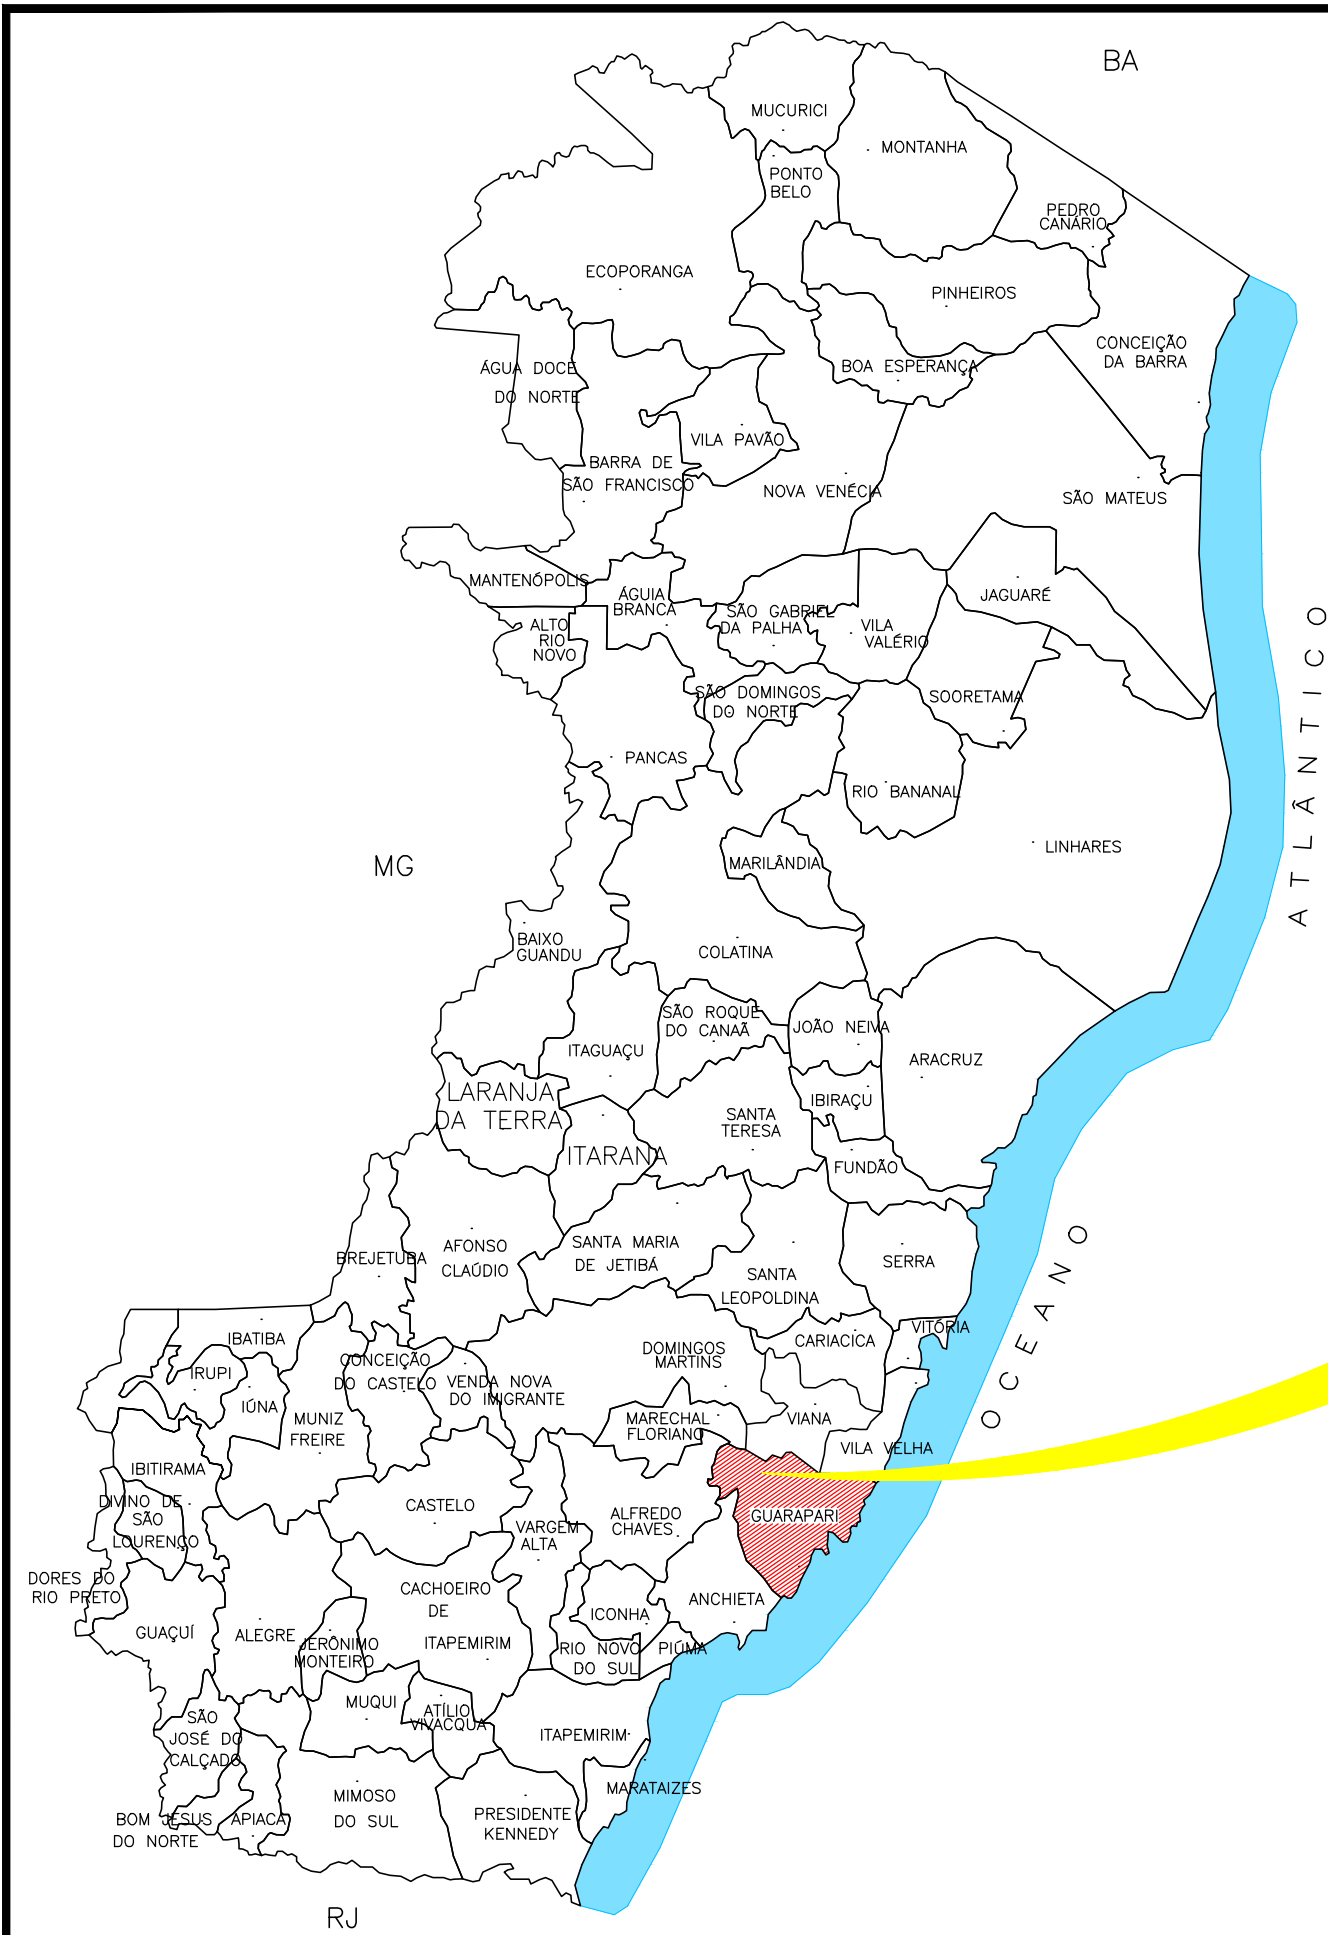 BA
MUCURICI
MONTANHA
PONTO
BELO
PEDRO
CANÁRIO
ECOPORANGA
PINHEIROS
CONCEIÇÃO
DA BARRA
ÁGUA DOCE
DO NORTE
BOA ESPERANÇA
VILA PAVÃO
BARRA DE
SÃO FRANCISCO
NOVA VENÉCIA
SÃO MATEUS
MANTENÓPOLIS
ÁGUIA
BRANCA
JAGUARÉ
SÃO GABRIEL
DA PALHA
VILA
VALÉRIO
ALTO
RIO
NOVO
SÃO DOMINGOS
DO NORTE
SOORETAMA
PANCAS
RIO BANANAL
LINHARES
MARILÂNDIA
MG
BAIXO
GUANDU
COLATINA
OCEANO ATLÂNTICO
SÃO ROQUE
DO CANAÃ
JOÃO NEIVA
ITAGUAÇU
ARACRUZ
LARANJA
DA TERRA
IBIRAÇU
SANTA
TERESA
ITARANA
FUNDÃO
BREJETUBA
AFONSO
CLAÚDIO
SANTA MARIA
DE JETIBÁ
SANTA
LEOPOLDINA
SERRA
VITÓRIA
IBATIBA
CARIACICA
DOMINGOS
MARTINS
IRUPI
CONCEIÇÃO
DO CASTELO
VENDA NOVA
DO IMIGRANTE
IÚNA
MUNIZ
FREIRE
MARECHAL
FLORIANO
VIANA
VILA VELHA
IBITIRAMA
DIVINO DE
SÃO
LOURENÇO
CASTELO
VARGEM
ALTA
ALFREDO
CHAVES
GUARAPARI
DORES DO
RIO PRETO
CACHOEIRO
DE
ITAPEMIRIM
ICONHA
ANCHIETA
GUAÇUÍ
ALEGRE
JERÔNIMO
MONTEIRO
RIO NOVO
DO SUL
PIÚMA
MUQUI
ATÍLIO
VIVACQUA
SÃO
JOSÉ DO
CALÇADO
ITAPEMIRIM
MARATAIZES
MIMOSO
DO SUL
PRESIDENTE
KENNEDY
BOM JESUS
DO NORTE
APIACÁ
RJ